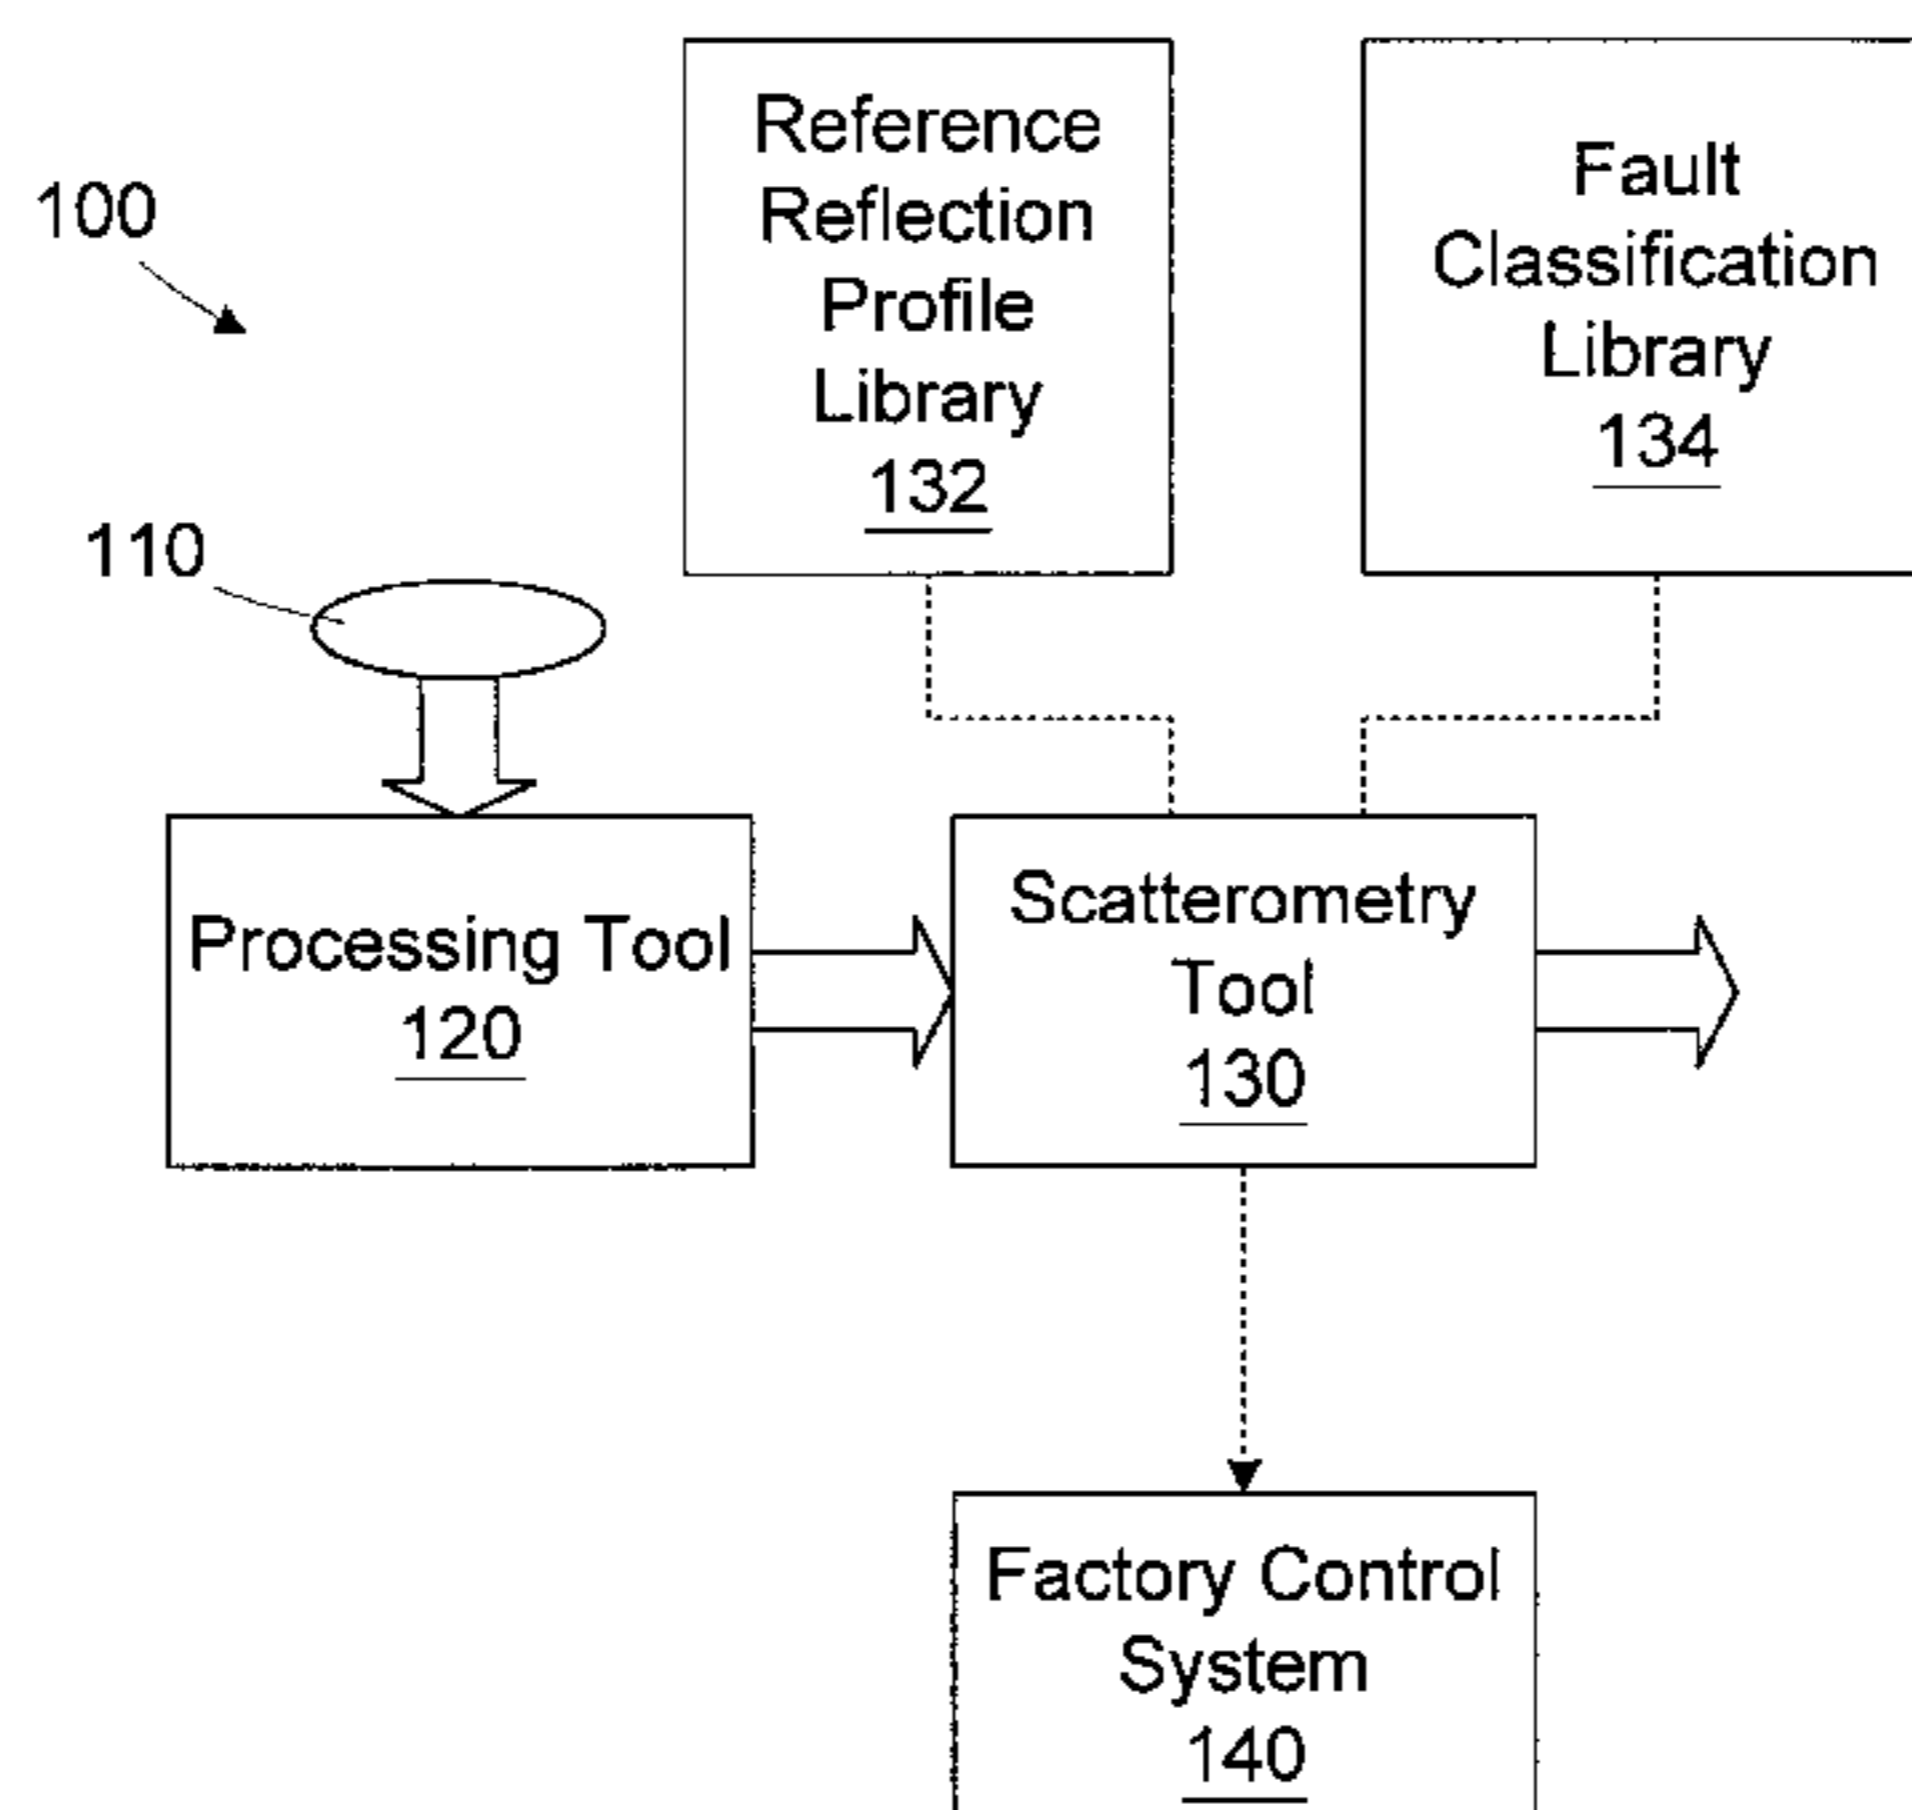 100
Reference
Reflection
Profile
Library
132
Fault
Classification
Library
134
110
Processing Tool
120
Scatterometry
Tool
130
Factory Control
System
140